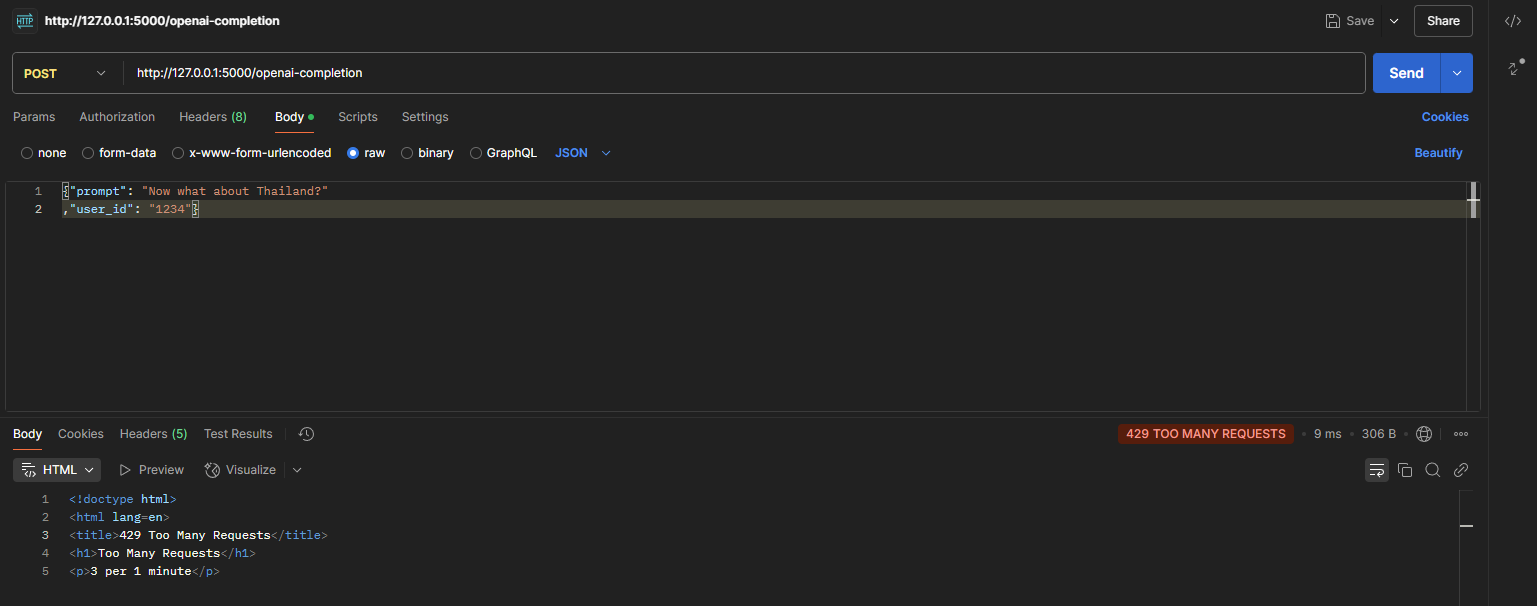 HTTP http://127.0.0.1:5000/openai-completion Save Share
POST http://127.0.0.1:5000/openai-completion Send
Params Authorization Headers (8) Body Scripts Settings Cookies
none form-data x-www-form-urlencoded raw binary GraphQL JSON Beautify
1 {"prompt": "Now what about Thailand?"
2 ,"user_id": "1234"}
Body Cookies Headers (5) Test Results 429 TOO MANY REQUESTS 9 ms 306 B
HTML Preview Visualize
1 <!doctype html>
2 <html lang=en>
3 <title>429 Too Many Requests</title>
4 <h1>Too Many Requests</h1>
5 <p>3 per 1 minute</p>